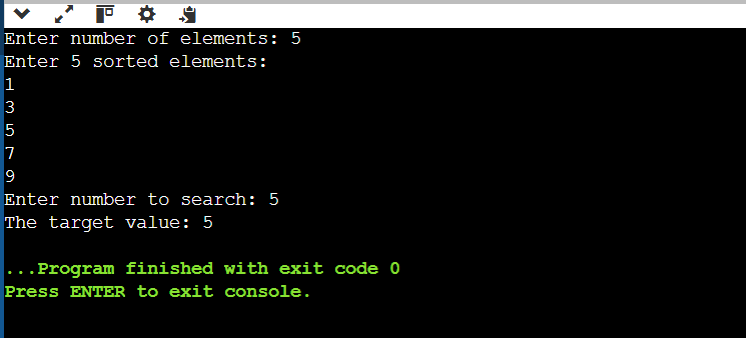 Enter number of elements: 5
Enter 5 sorted elements:
1
3
5
7
9
Enter number to search: 5
The target value: 5
...Program finished with exit code 0
Press ENTER to exit console.